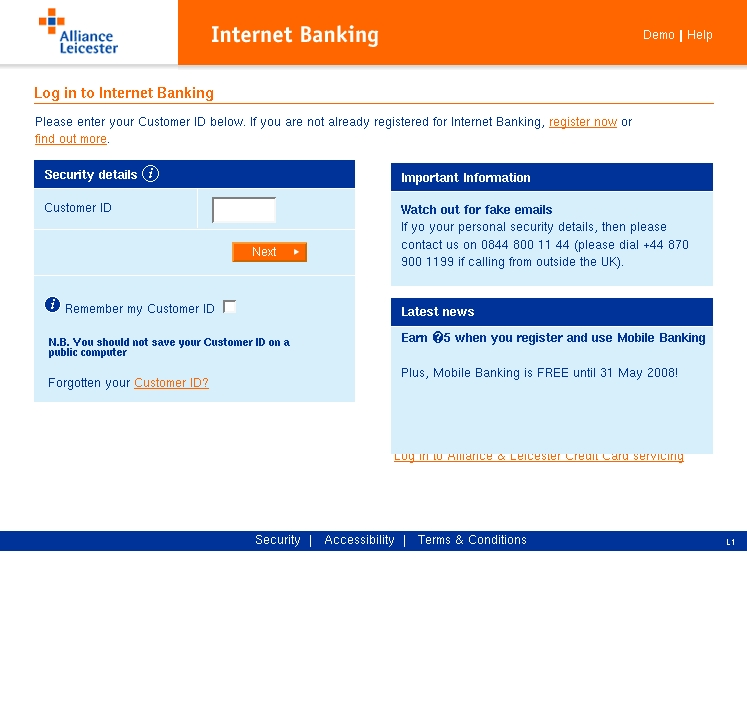 Alliance
Leicester
Internet Banking
Demo | Help
Log in to Internet Banking
Please enter your Customer ID below. If you are not already registered for Internet Banking, register now or
find out more.
Security details i
Customer ID
Next
i Remember my Customer ID
N.B. You should not save your Customer ID on a
public computer
Forgotten your Customer ID?
Important Information
Watch out for fake emails
If yo your personal security details, then please
contact us on 0844 800 11 44 (please dial +44 870
900 1199 if calling from outside the UK).
Latest news
Earn �5 when you register and use Mobile Banking
Plus, Mobile Banking is FREE until 31 May 2008!
Log in to Alliance & Leicester Credit Card servicing
Security | Accessibility | Terms & Conditions
L1